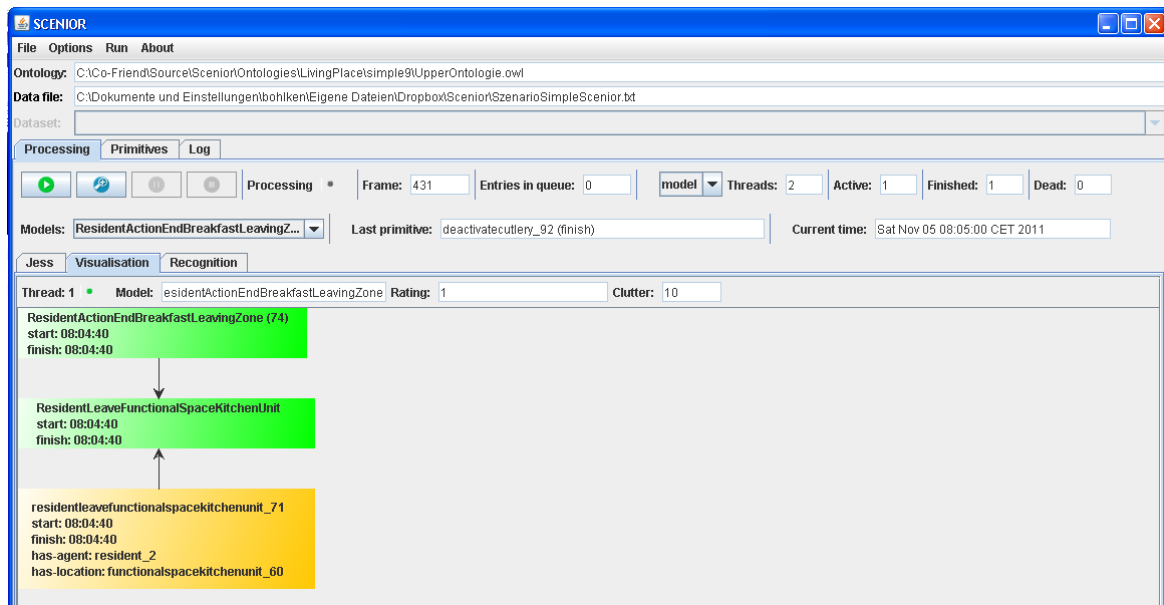 SCENIOR
File Options Run About
Ontology: C:\Co-Friend\Source\Scenior\Ontologies\LivingPlace\simple9\UpperOntologie.owl
Data file: C:\Dokumente und Einstellungen\bohlken\Eigene Dateien\Dropbox\Scenior\SzenarioSimpleScenior.txt
Dataset:
Processing Primitives Log
Processing Frame: 431 Entries in queue: 0 model Threads: 2 Active: 1 Finished: 1 Dead: 0
Models: ResidentActionEndBreakfastLeavingZ... Last primitive: deactivatecutlery_92 (finish) Current time: Sat Nov 05 08:05:00 CET 2011
Jess Visualisation Recognition
Thread: 1 Model: esidentActionEndBreakfastLeavingZone Rating: 1 Clutter: 10
ResidentActionEndBreakfastLeavingZone (74)
start: 08:04:40
finish: 08:04:40
ResidentLeaveFunctionalSpaceKitchenUnit
start: 08:04:40
finish: 08:04:40
residentleavefunctionalspacekitchenunit_71
start: 08:04:40
finish: 08:04:40
has-agent: resident_2
has-location: functionalspacekitchenunit_60